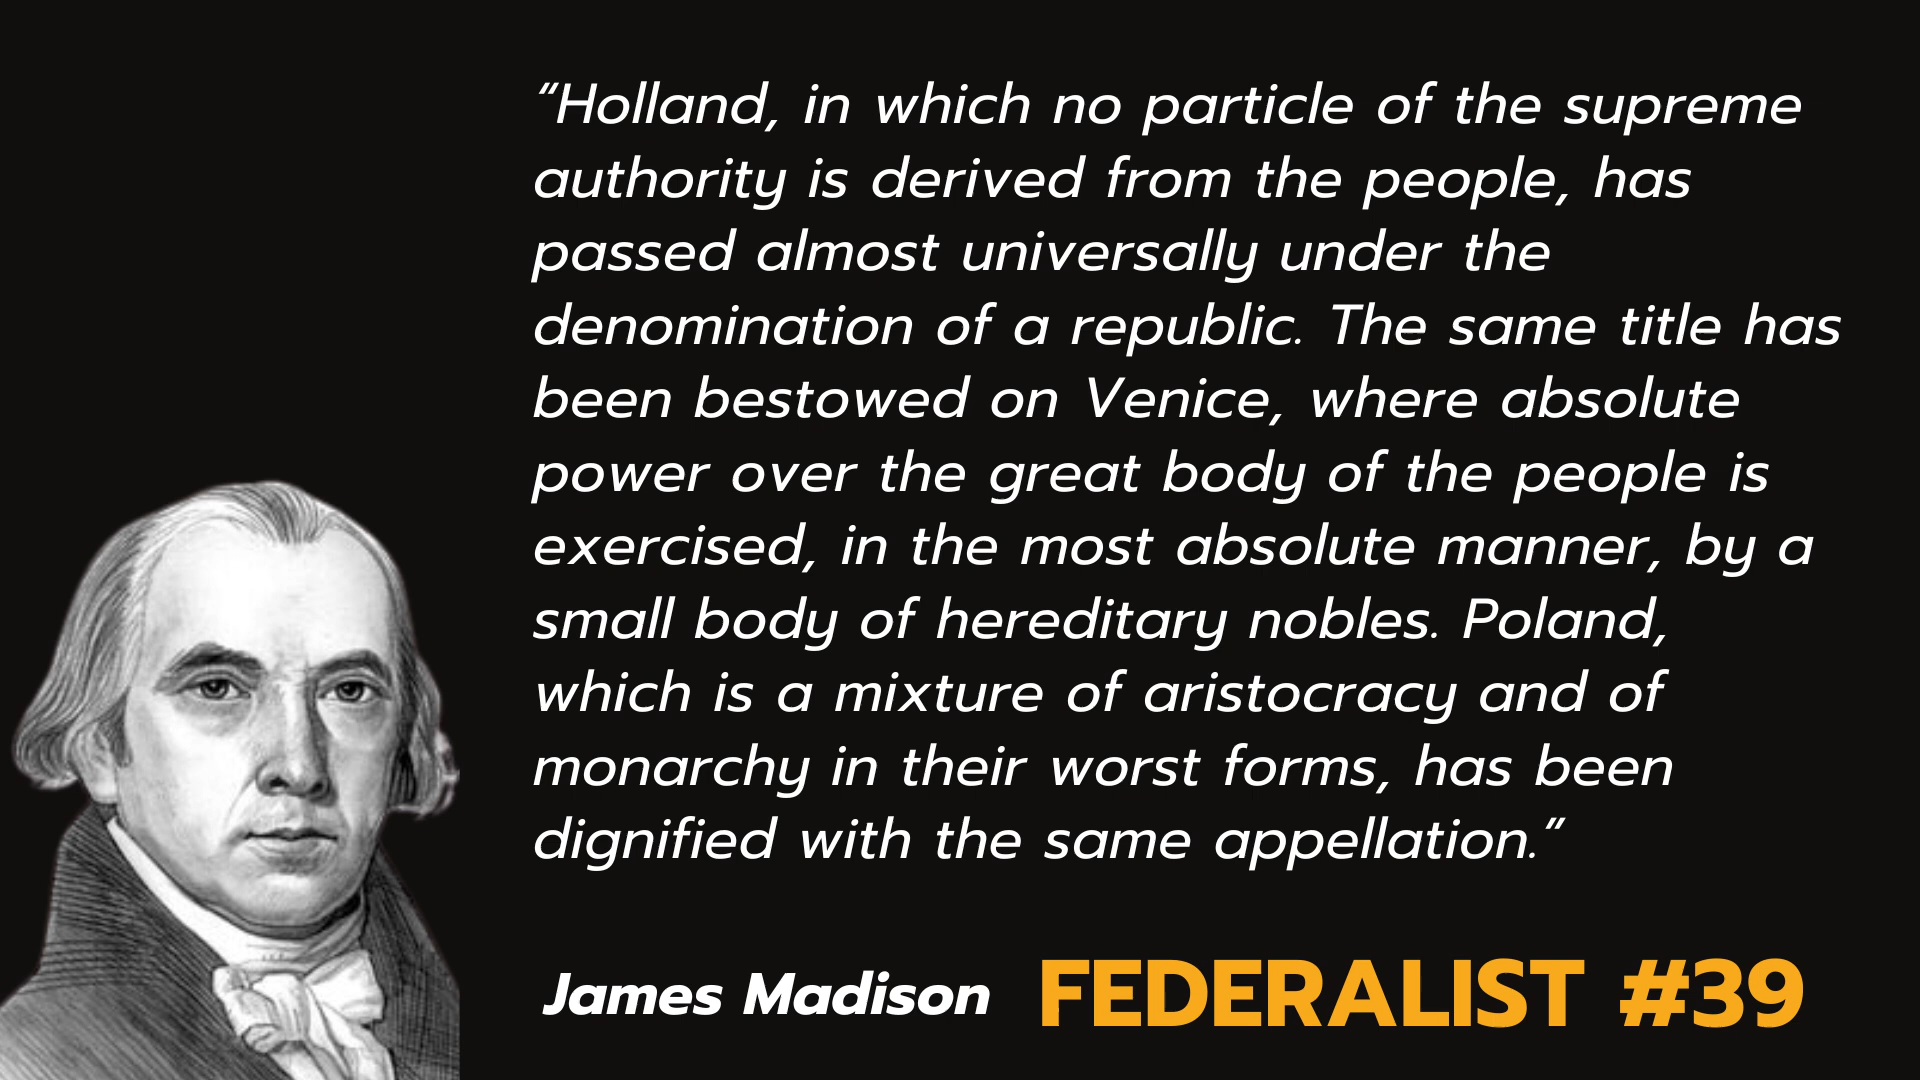 “Holland, in which no particle of the supreme
authority is derived from the people, has
passed almost universally under the
denomination of a republic. The same title has
been bestowed on Venice, where absolute
power over the great body of the people is
exercised, in the most absolute manner, by a
small body of hereditary nobles. Poland,
which is a mixture of aristocracy and of
monarchy in their worst forms, has been
dignified with the same appellation.”
James Madison FEDERALIST #39